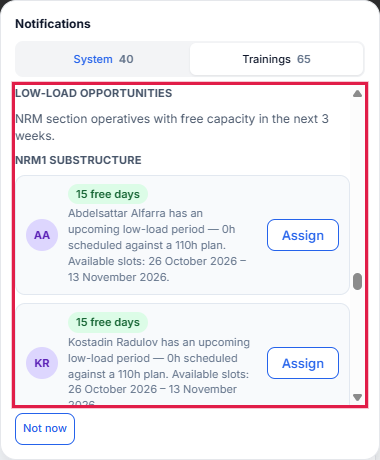 Notifications
System 40
Trainings 65
LOW-LOAD OPPORTUNITIES
NRM section operatives with free capacity in the next 3
weeks.
NRM1 SUBSTRUCTURE
AA
15 free days
Abdelsattar Alfarra has an
upcoming low-load period — 0h
scheduled against a 110h plan.
Available slots: 26 October 2026 –
13 November 2026.
Assign
KR
15 free days
Kostadin Radulov has an upcoming
low-load period — 0h scheduled
against a 110h plan. Available slots:
26 October 2026 – 13 November
2026.
Assign
Not now